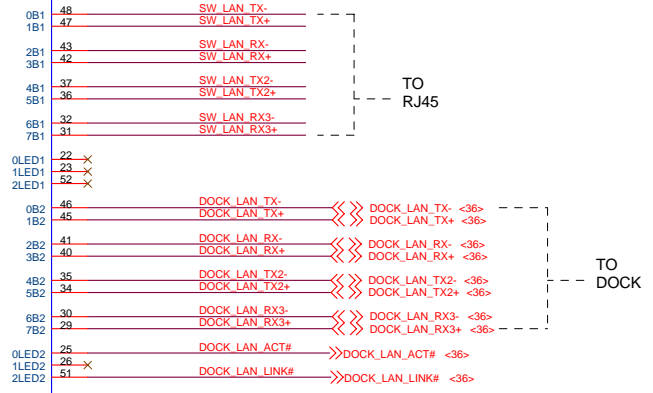 0B1 48 SW_LAN_TX-
1B1 47 SW_LAN_TX+
2B1 43 SW_LAN_RX-
3B1 42 SW_LAN_RX+
4B1 37 SW_LAN_TX2-
5B1 36 SW_LAN_TX2+
6B1 32 SW_LAN_RX3-
7B1 31 SW_LAN_RX3+
TO
RJ45
0LED1 22
1LED1 23
2LED1 52
0B2 46 DOCK_LAN_TX- DOCK_LAN_TX- <36>
1B2 45 DOCK_LAN_TX+ DOCK_LAN_TX+ <36>
2B2 41 DOCK_LAN_RX- DOCK_LAN_RX- <36>
3B2 40 DOCK_LAN_RX+ DOCK_LAN_RX+ <36>
4B2 35 DOCK_LAN_TX2- DOCK_LAN_TX2- <36>
5B2 34 DOCK_LAN_TX2+ DOCK_LAN_TX2+ <36>
6B2 30 DOCK_LAN_RX3- DOCK_LAN_RX3- <36>
7B2 29 DOCK_LAN_RX3+ DOCK_LAN_RX3+ <36>
TO
DOCK
0LED2 25 DOCK_LAN_ACT# DOCK_LAN_ACT# <36>
1LED2 26
2LED2 51 DOCK_LAN_LINK# DOCK_LAN_LINK# <36>